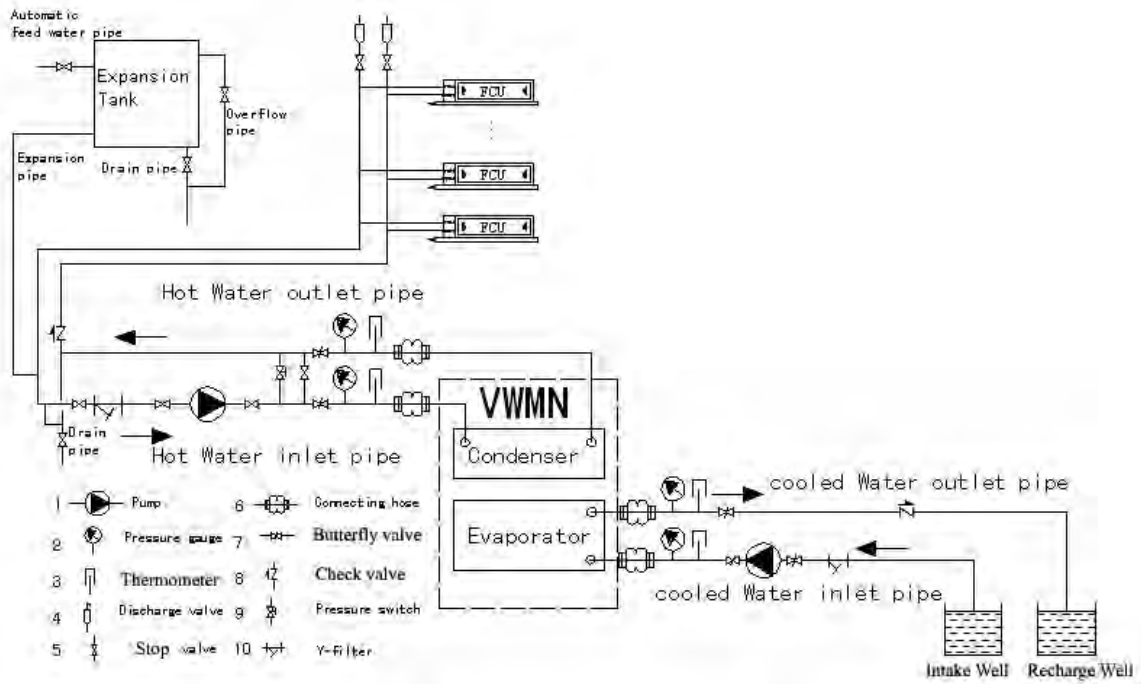 Automatic
Feed water pipe
Expansion
Tank
Overflow
pipe
Expansion
pipe
Drain pipe
FCU
FCU
FCU
Hot Water outlet pipe
VWMN
Condenser
Drain
pipe
Hot Water inlet pipe
cooled Water outlet pipe
Evaporator
cooled Water inlet pipe
1 Pump
2 Pressure gauge
3 Thermometer
4 Discharge valve
5 Stop valve
6 Connecting hose
7 Butterfly valve
8 Check valve
9 Pressure switch
10 Y-filter
Intake Well
Recharge Well